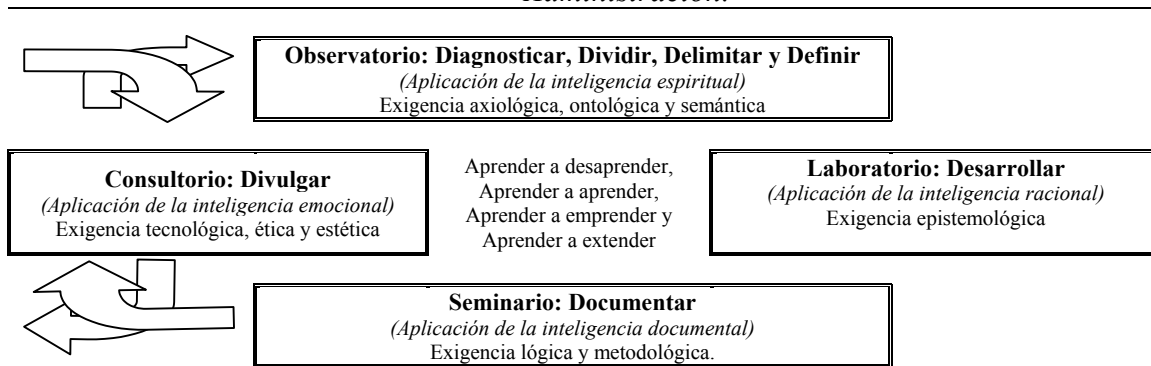 Observatorio: Diagnosticar, Dividir, Delimitar y Definir
(Aplicación de la inteligencia espiritual)
Exigencia axiológica, ontológica y semántica
Consultorio: Divulgar
(Aplicación de la inteligencia emocional)
Exigencia tecnológica, ética y estética
Aprender a desaprender,
Aprender a aprender,
Aprender a emprender y
Aprender a extender
Laboratorio: Desarrollar
(Aplicación de la inteligencia racional)
Exigencia epistemológica
Seminario: Documentar
(Aplicación de la inteligencia documental)
Exigencia lógica y metodológica.